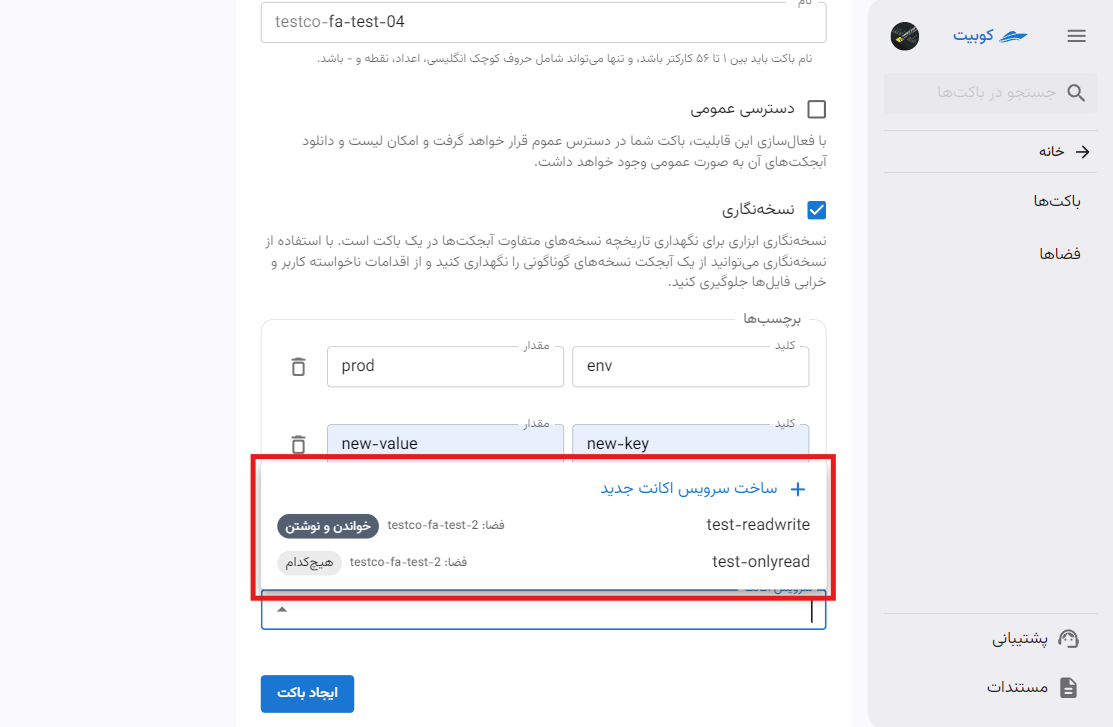 کوبیت
جستجو در باکت‌ها
خانه
باکت‌ها
فضاها
پشتیبانی
مستندات
نام
testco-fa-test-04
نام باکت باید بین ۱ تا ۵۶ کارکتر باشد، و تنها می‌تواند شامل حروف کوچک انگلیسی، اعداد، نقطه و - باشد.
دسترسی عمومی
با فعال‌سازی این قابلیت، باکت شما در دسترس عموم قرار خواهد گرفت و امکان لیست و دانلود
آبجکت‌های آن به صورت عمومی وجود خواهد داشت.
نسخه‌نگاری
نسخه‌نگاری ابزاری برای نگهداری تاریخچه نسخه‌های متفاوت آبجکت‌ها در یک باکت است. با استفاده از
نسخه‌نگاری می‌توانید از یک آبجکت نسخه‌های گوناگونی را نگهداری کنید و از اقدامات ناخواسته کاربر و
خرابی فایل‌ها جلوگیری کنید.
برچسب‌ها
کلید مقدار
env prod
کلید مقدار
new-key new-value
ساخت سرویس اکانت جدید
test-readwrite فضا: testco-fa-test-2 خواندن و نوشتن
test-onlyread فضا: testco-fa-test-2 هیچ‌کدام
سرویس اکانت
ایجاد باکت